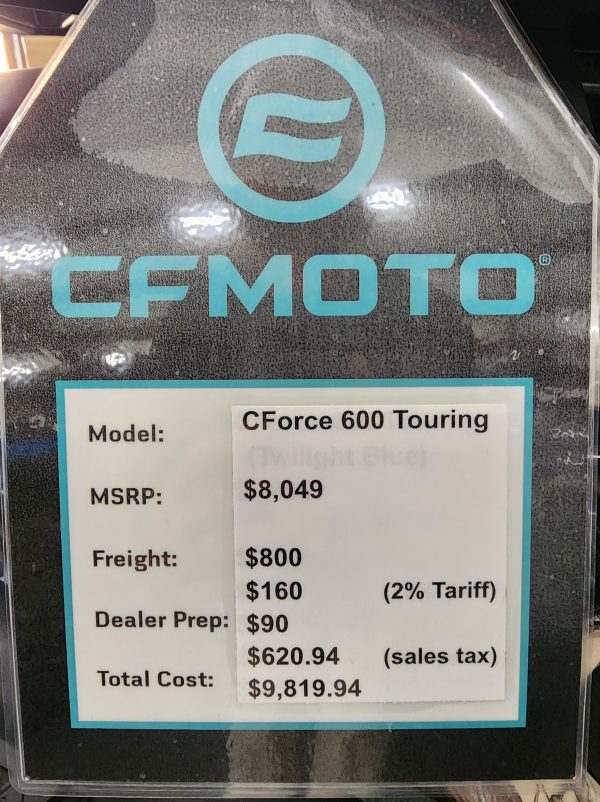 CFMOTO®
Model: CForce 600 Touring
(Twilight Blue)
MSRP: $8,049
Freight: $800
$160 (2% Tariff)
Dealer Prep: $90
$620.94 (sales tax)
Total Cost: $9,819.94